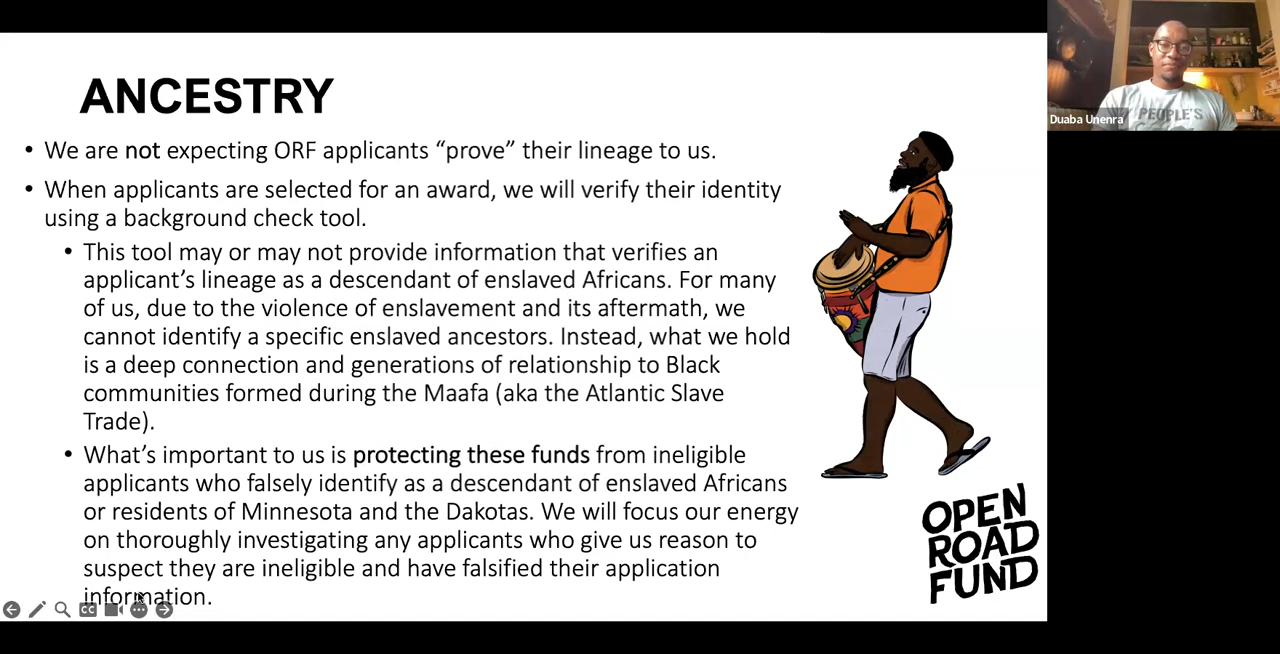 ANCESTRY
• We are not expecting ORF applicants “prove” their lineage to us.
• When applicants are selected for an award, we will verify their identity
using a background check tool.
• This tool may or may not provide information that verifies an
applicant’s lineage as a descendant of enslaved Africans. For many
of us, due to the violence of enslavement and its aftermath, we
cannot identify a specific enslaved ancestors. Instead, what we hold
is a deep connection and generations of relationship to Black
communities formed during the Maafa (aka the Atlantic Slave
Trade).
• What’s important to us is protecting these funds from ineligible
applicants who falsely identify as a descendant of enslaved Africans
or residents of Minnesota and the Dakotas. We will focus our energy
on thoroughly investigating any applicants who give us reason to
suspect they are ineligible and have falsified their application
information.
CC
OPEN
ROAD
FUND
PEOPLE'S
Duaba Unenra